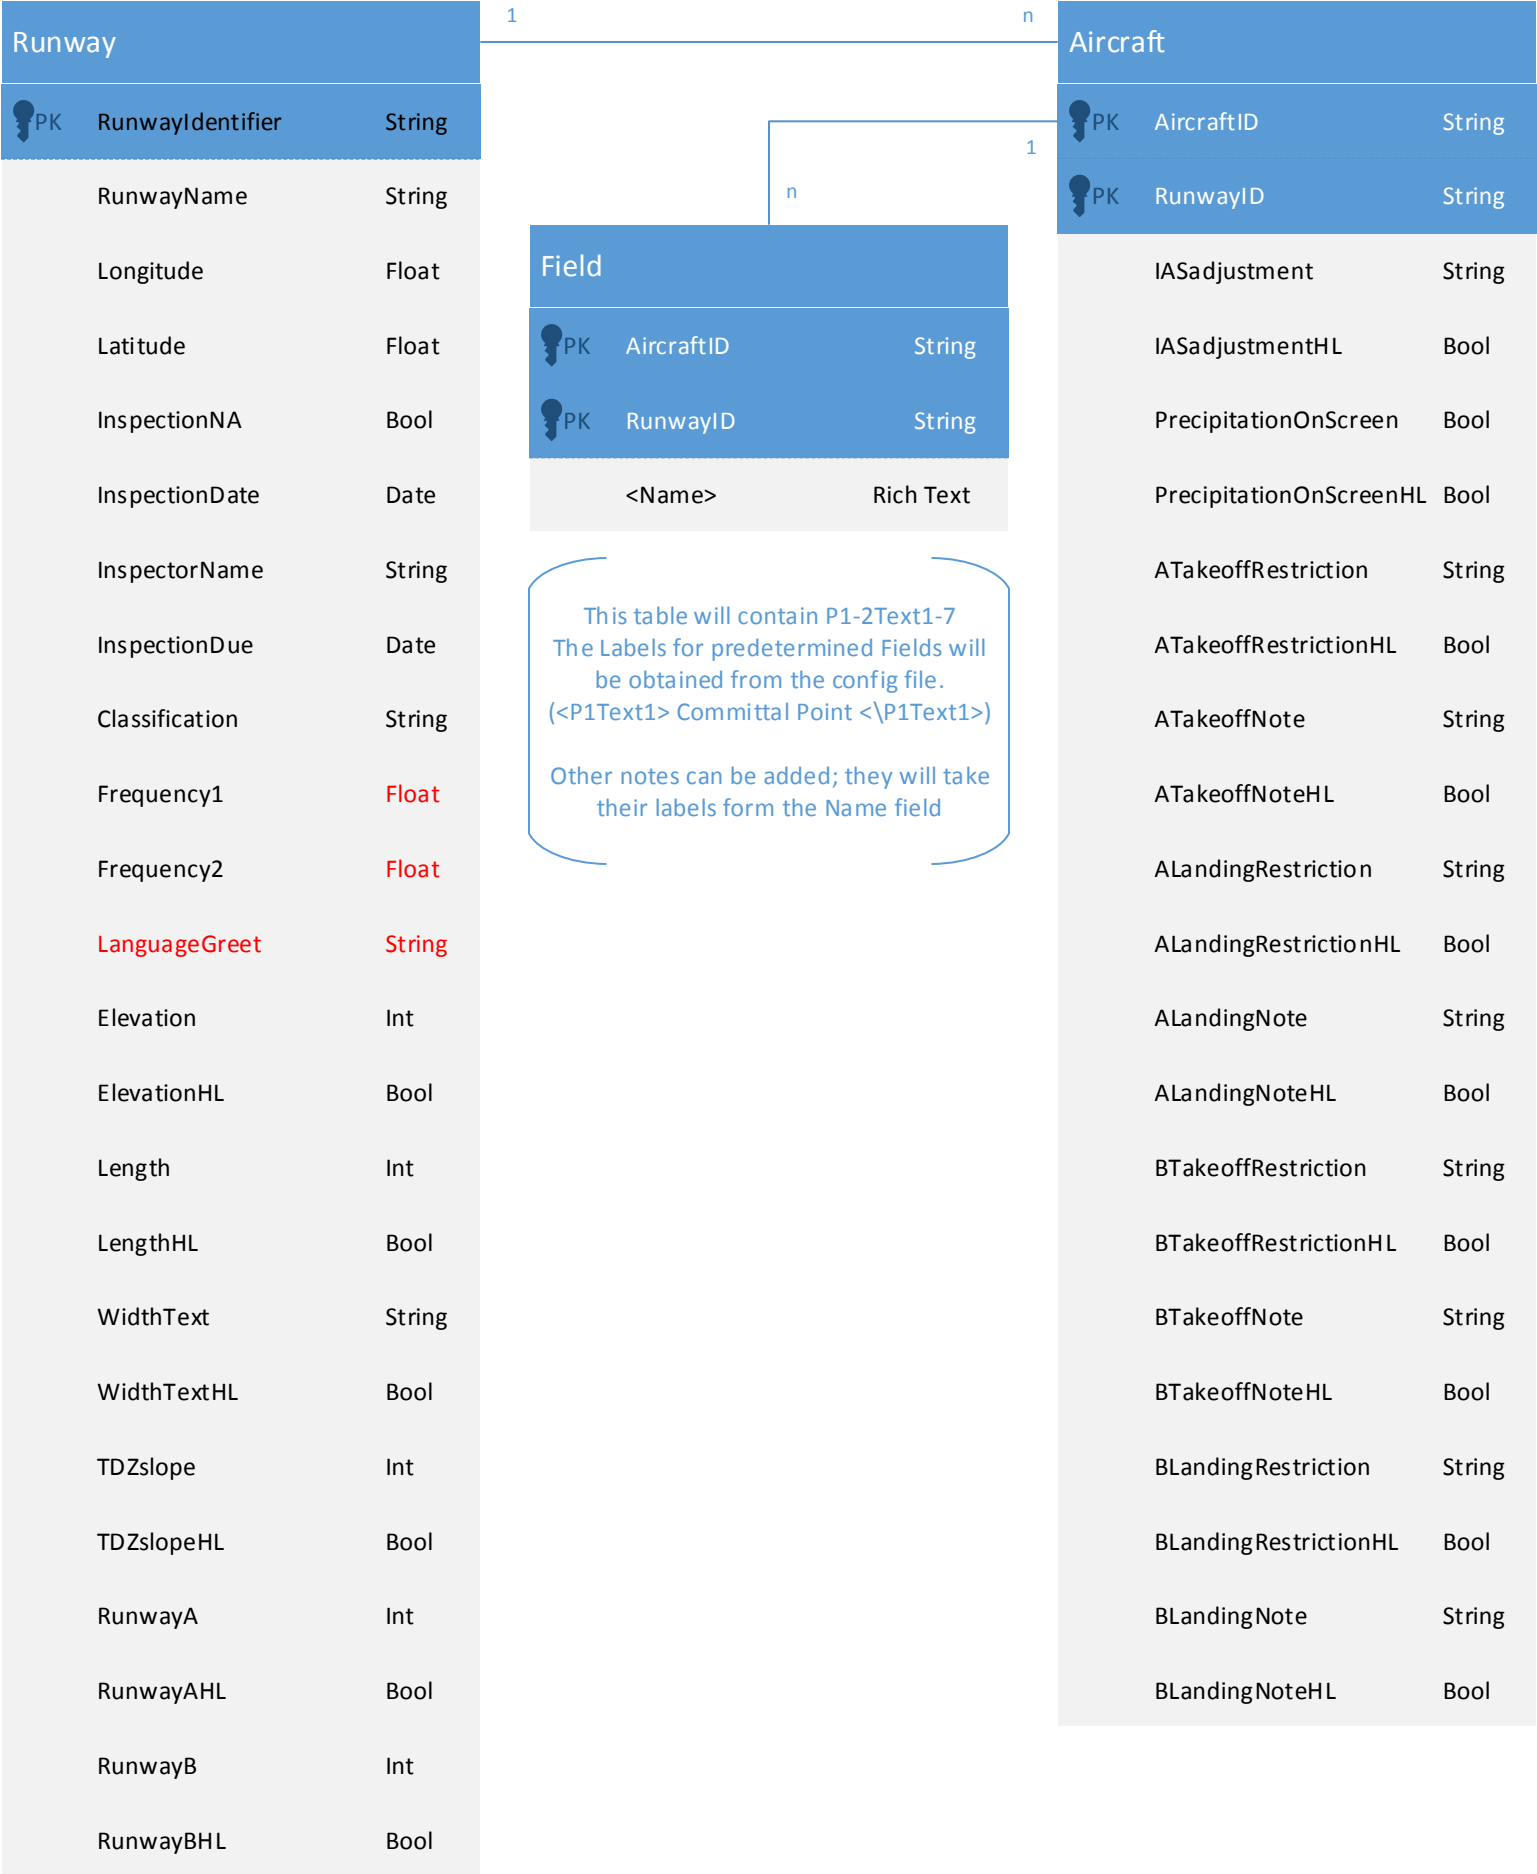 1
n
Runway
PK RunwayIdentifier String
RunwayName String
Longitude Float
Latitude Float
InspectionNA Bool
InspectionDate Date
InspectorName String
InspectionDue Date
Classification String
Frequency1 Float
Frequency2 Float
LanguageGreet String
Elevation Int
ElevationHL Bool
Length Int
LengthHL Bool
WidthText String
WidthTextHL Bool
TDZslope Int
TDZslopeHL Bool
RunwayA Int
RunwayAHL Bool
RunwayB Int
RunwayBHL Bool
1
n
Field
PK AircraftID String
PK RunwayID String
<Name> Rich Text
This table will contain P1-2Text1-7
The Labels for predetermined Fields will
be obtained from the config file.
(<P1Text1> Committal Point <\P1Text1>)
Other notes can be added; they will take
their labels form the Name field
Aircraft
PK AircraftID String
PK RunwayID String
IASadjustment String
IASadjustmentHL Bool
PrecipitationOnScreen Bool
PrecipitationOnScreenHL Bool
ATakeoffRestriction String
ATakeoffRestrictionHL Bool
ATakeoffNote String
ATakeoffNoteHL Bool
ALandingRestriction String
ALandingRestrictionHL Bool
ALandingNote String
ALandingNoteHL Bool
BTakeoffRestriction String
BTakeoffRestrictionHL Bool
BTakeoffNote String
BTakeoffNoteHL Bool
BLandingRestriction String
BLandingRestrictionHL Bool
BLandingNote String
BLandingNoteHL Bool